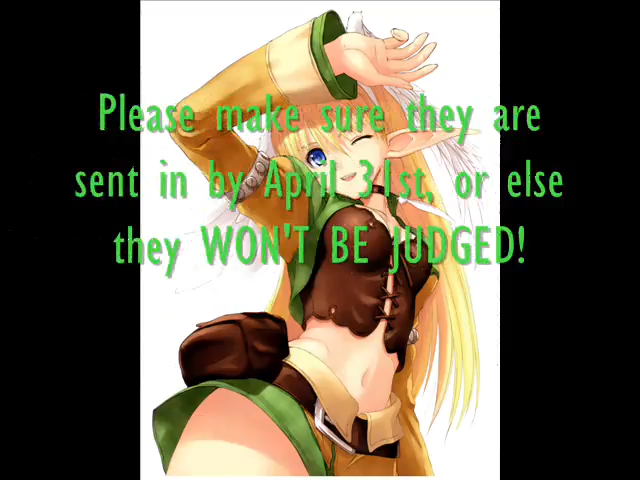 Please make sure they are
sent in by April 31st, or else
they WON'T BE JUDGED!